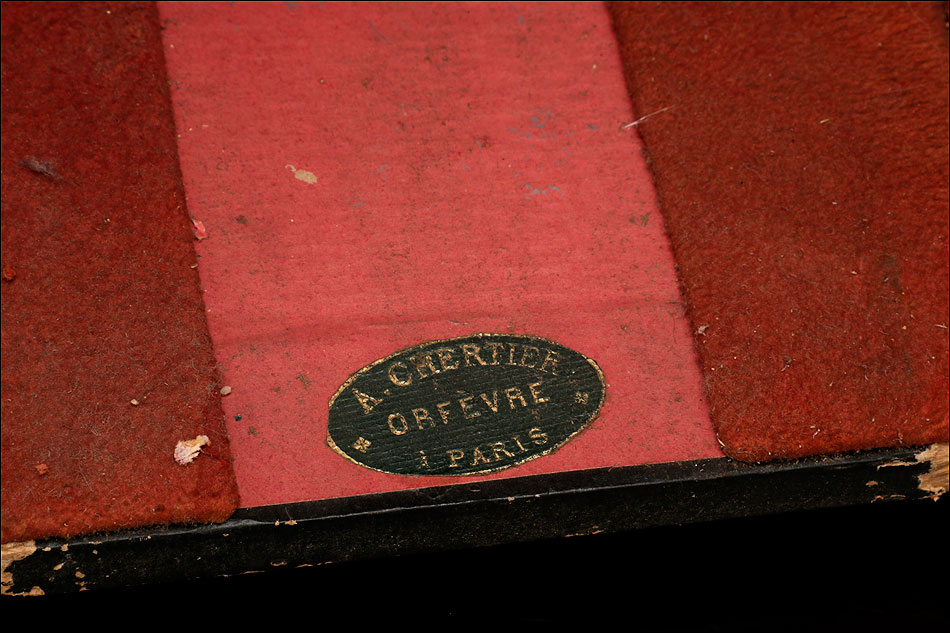 A. CHERTIER
ORFEVRE
À PARIS